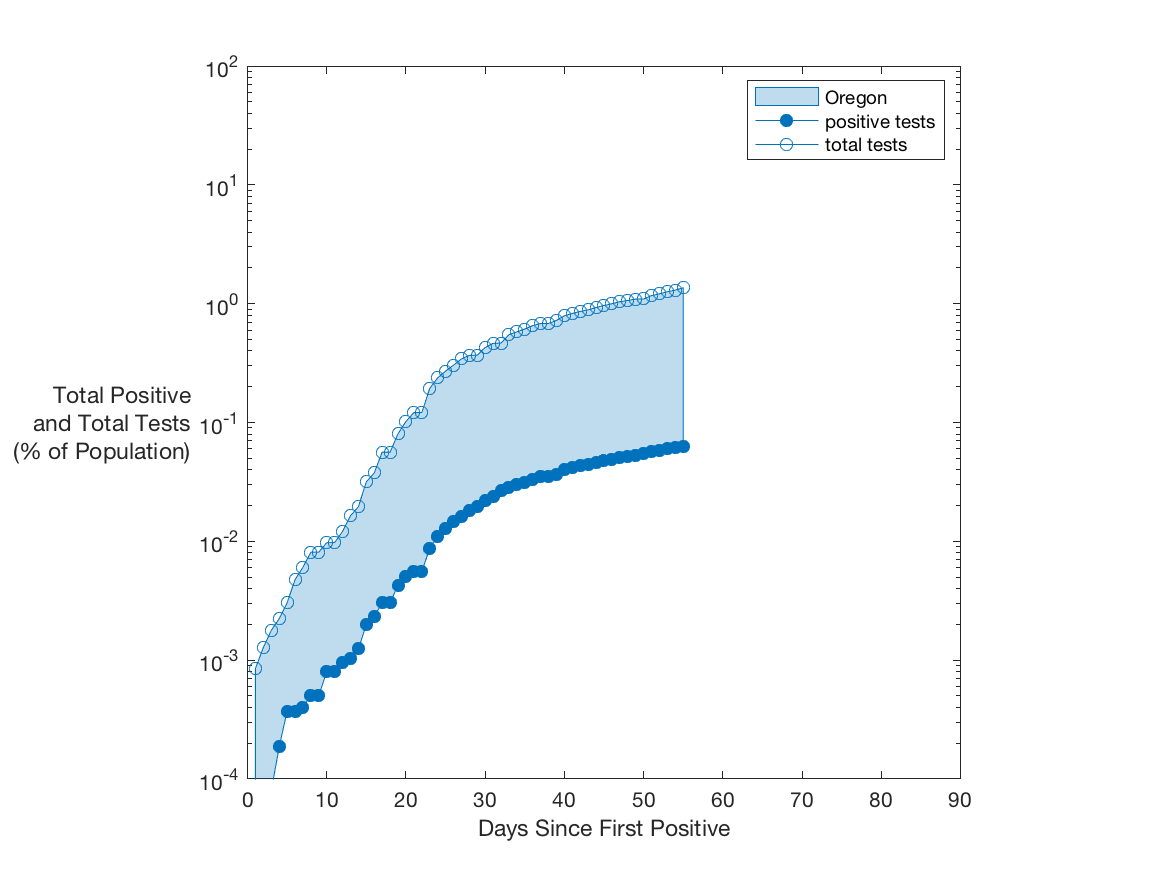 10^2
10^1
10^0
10^-1
10^-2
10^-3
10^-4
Total Positive
and Total Tests
(% of Population)
Oregon
positive tests
total tests
0 10 20 30 40 50 60 70 80 90
Days Since First Positive